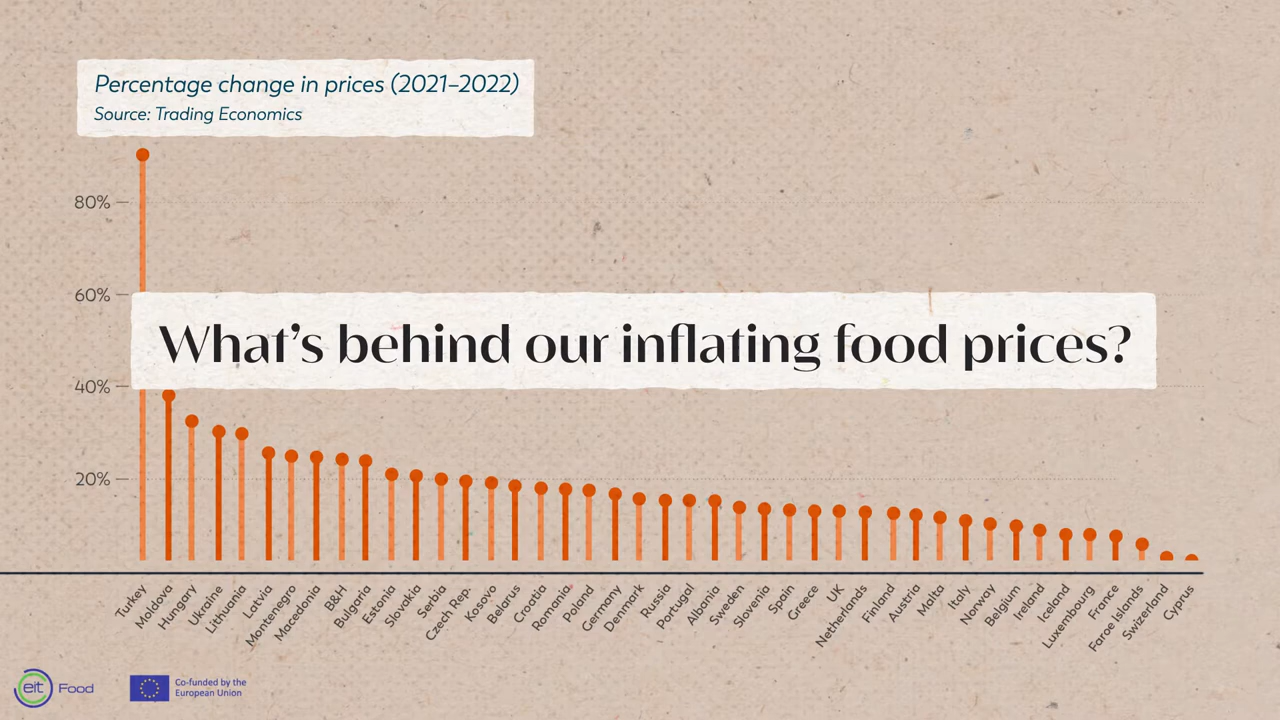 Percentage change in prices (2021–2022)
Source: Trading Economics
80%
60%
What's behind our inflating food prices?
40%
20%
Turkey
Moldova
Hungary
Ukraine
Lithuania
Latvia
Montenegro
Macedonia
B&H
Bulgaria
Estonia
Slovakia
Serbia
Czech Rep.
Kosovo
Belarus
Croatia
Romania
Poland
Germany
Denmark
Russia
Portugal
Albania
Sweden
Slovenia
Spain
Greece
UK
Netherlands
Finland
Austria
Malta
Italy
Norway
Belgium
Ireland
Iceland
Luxembourg
France
Faroe Islands
Swizerland
Cyprus
eit Food
Co-funded by the
European Union